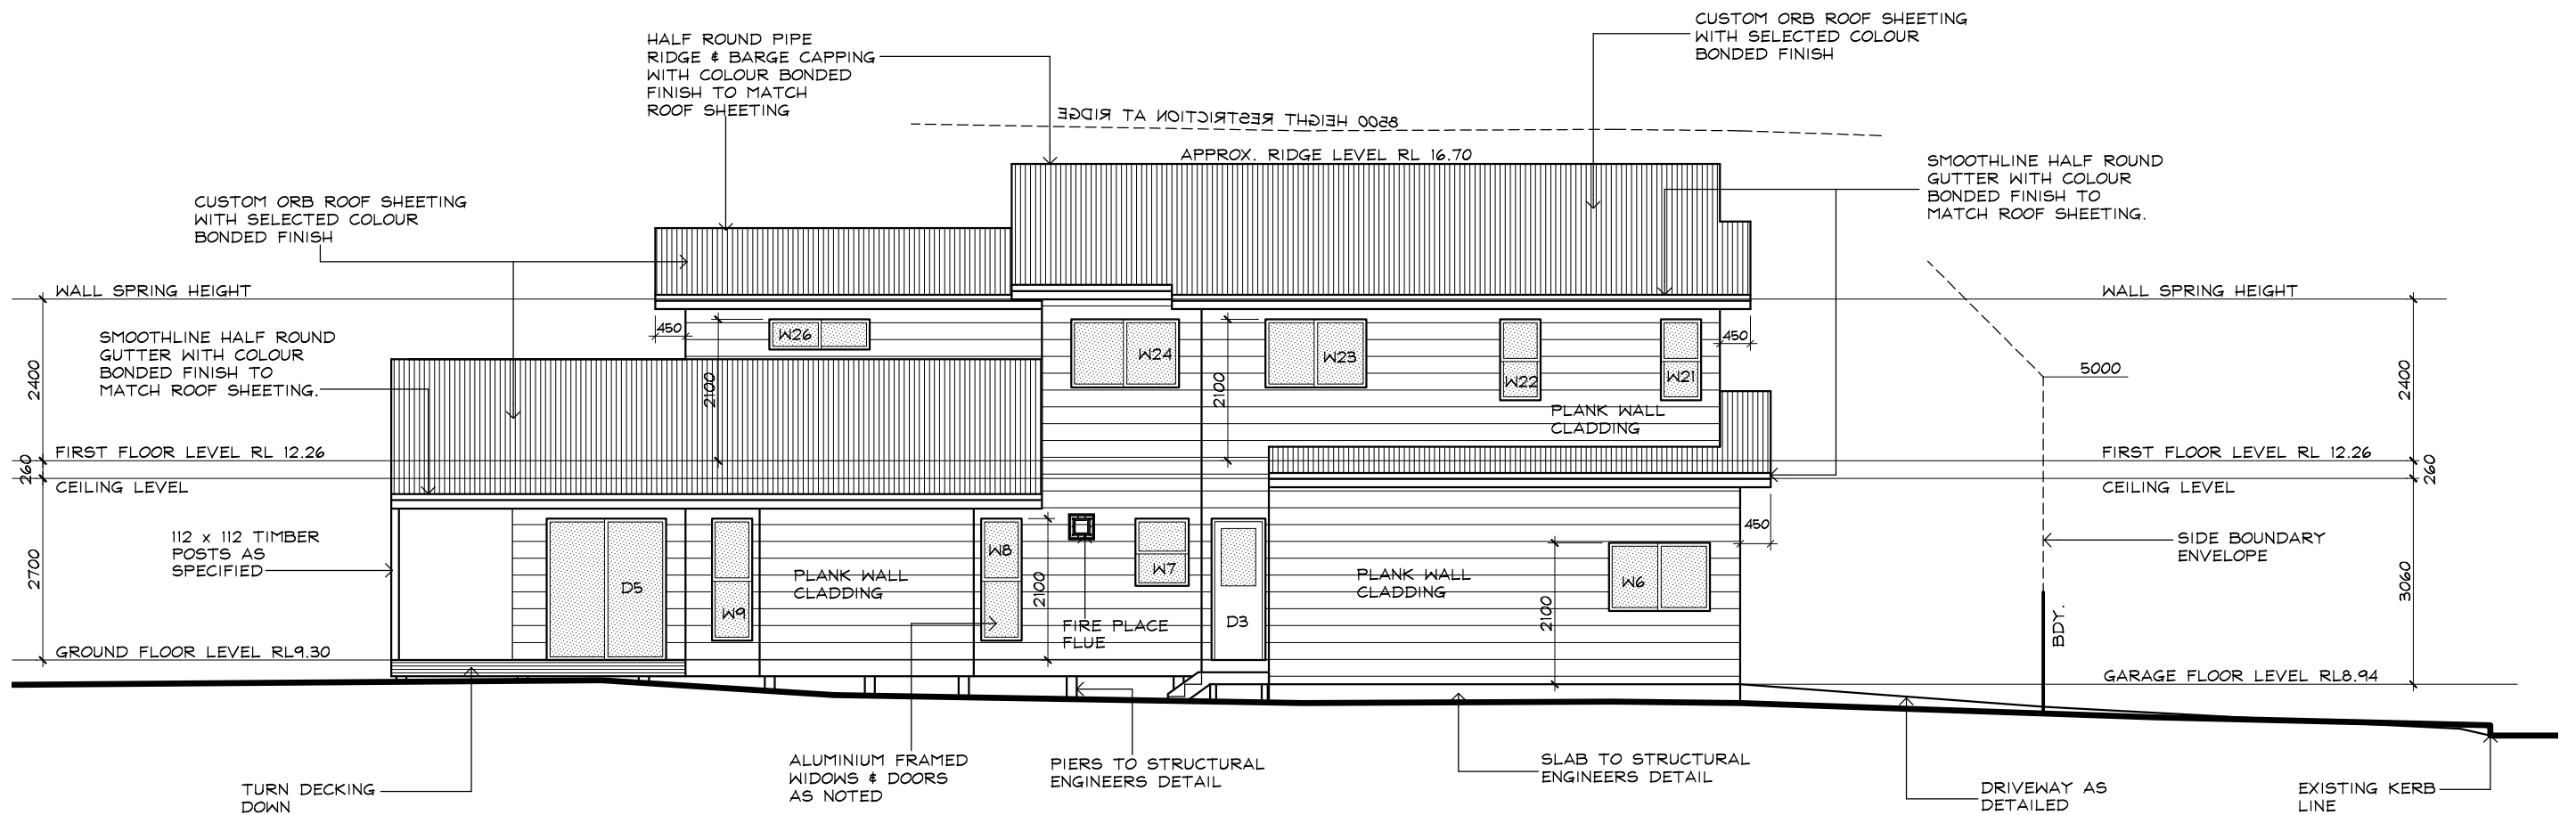 CUSTOM ORB ROOF SHEETING
WITH SELECTED COLOUR
BONDED FINISH
HALF ROUND PIPE
RIDGE & BARGE CAPPING
WITH COLOUR BONDED
FINISH TO MATCH
ROOF SHEETING
8500 HEIGHT RESTRICTION AT RIDGE
APPROX. RIDGE LEVEL RL 16.70
SMOOTHLINE HALF ROUND
GUTTER WITH COLOUR
BONDED FINISH TO
MATCH ROOF SHEETING.
CUSTOM ORB ROOF SHEETING
WITH SELECTED COLOUR
BONDED FINISH
WALL SPRING HEIGHT
WALL SPRING HEIGHT
SMOOTHLINE HALF ROUND
GUTTER WITH COLOUR
BONDED FINISH TO
MATCH ROOF SHEETING.
450
W26
W24
W23
W22
W21
450
5000
2400
2100
2100
2400
PLANK WALL
CLADDING
FIRST FLOOR LEVEL RL 12.26
FIRST FLOOR LEVEL RL 12.26
260
260
CEILING LEVEL
CEILING LEVEL
112 x 112 TIMBER
POSTS AS
SPECIFIED
450
SIDE BOUNDARY
ENVELOPE
2700
D5
W9
PLANK WALL
CLADDING
W8
2100
W7
FIRE PLACE
FLUE
D3
PLANK WALL
CLADDING
2100
W6
3060
BDY.
GROUND FLOOR LEVEL RL9.30
GARAGE FLOOR LEVEL RL8.94
TURN DECKING
DOWN
ALUMINIUM FRAMED
WIDOWS & DOORS
AS NOTED
PIERS TO STRUCTURAL
ENGINEERS DETAIL
SLAB TO STRUCTURAL
ENGINEERS DETAIL
DRIVEWAY AS
DETAILED
EXISTING KERB
LINE